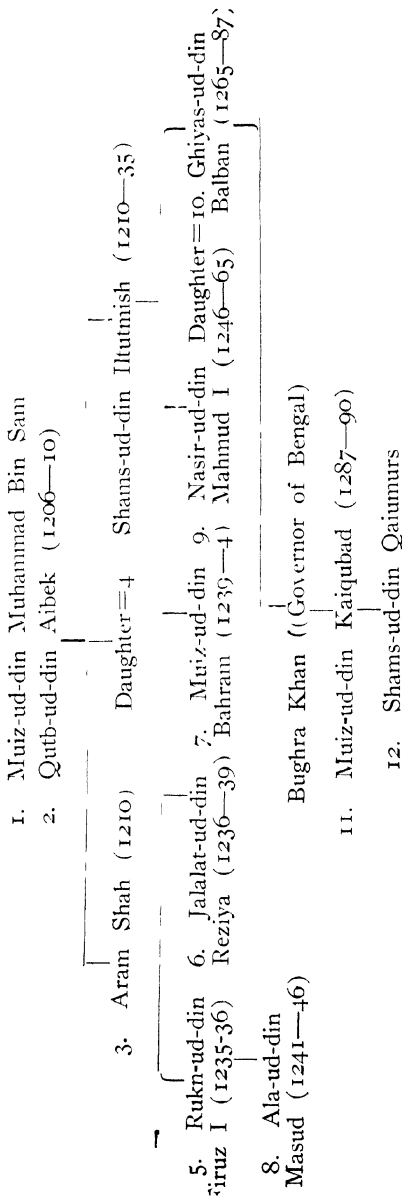 1. Muiz-ud-din Muhammad Bin Sam
2. Qutb-ud-din Aibek (1206—10)
3. Aram Shah (1210) Daughter=4 Shams-ud-din Iltutmish (1210—35)
5. Rukn-ud-din 6. Jalalat-ud-din 7. Muiz-ud-din 9. Nasir-ud-din Daughter=10. Ghiyas-ud-din
Firuz I (1235-36) Reziya (1236—39) Bahram (1239—4) Mahmud I (1246—65) Balban (1265—87)
8. Ala-ud-din
Masud (1241—46)
Bughra Khan ((Governor of Bengal)
11. Muiz-ud-din Kaiqubad (1287—90)
12. Shams-ud-din Qaiumurs